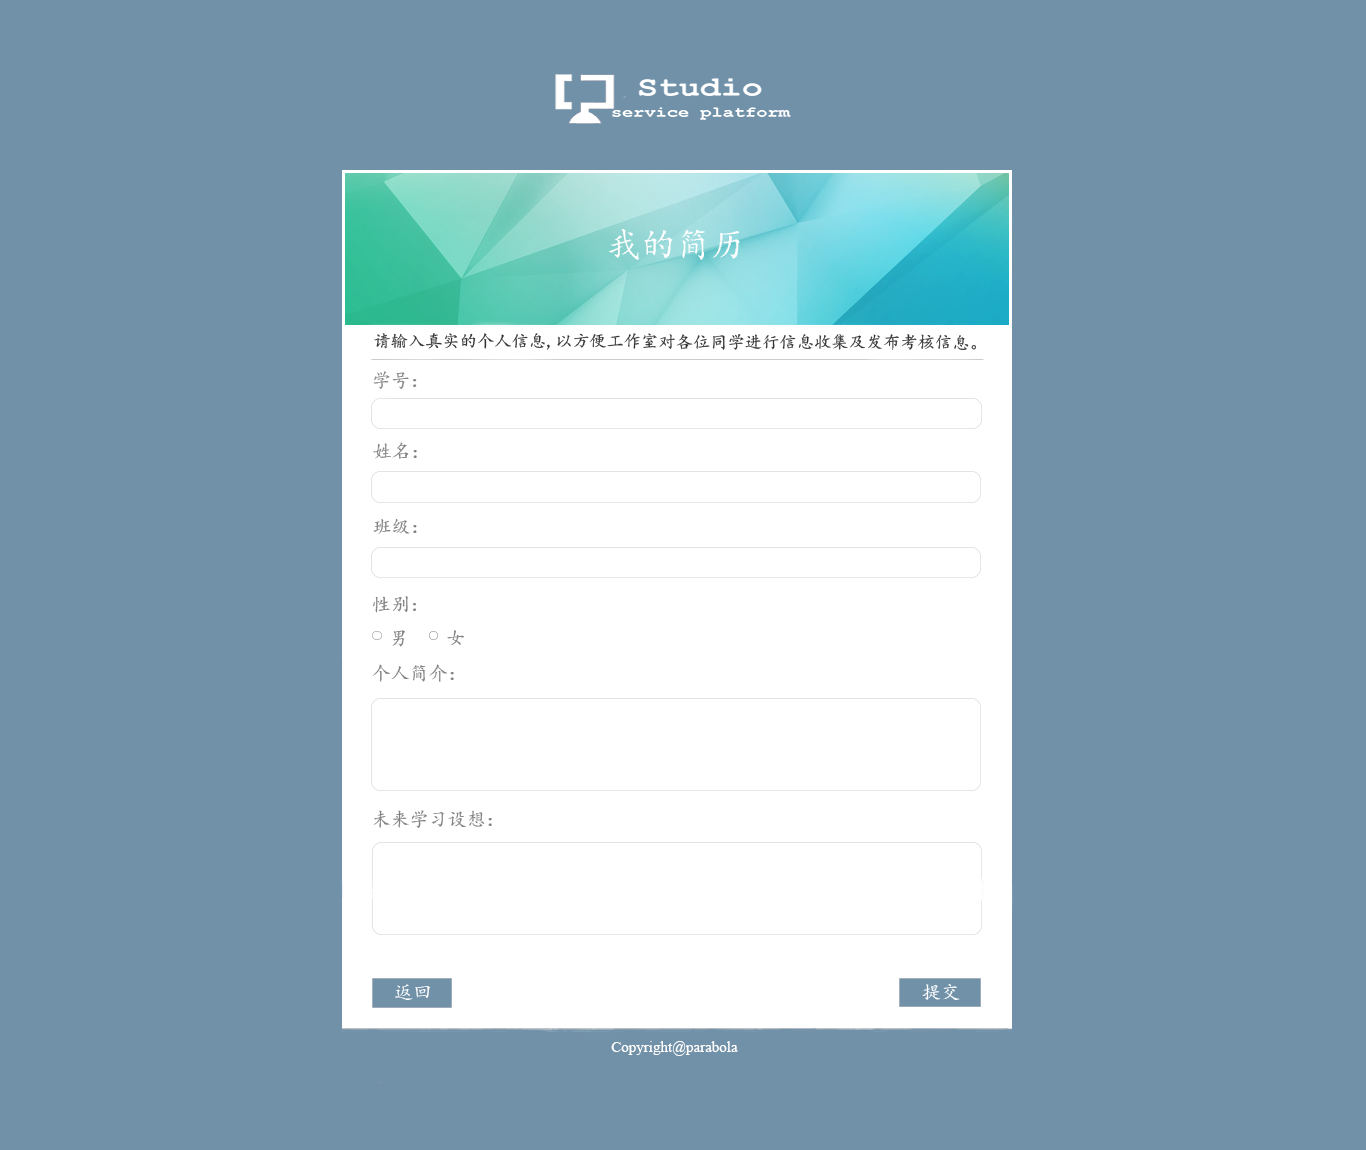 Studio
service platform
我的简历
请输入真实的个人信息，以方便工作室对各位同学进行信息收集及发布考核信息。
学号：
姓名：
班级：
性别：
男 女
个人简介：
未来学习设想：
返回 提交
Copyright@parabola